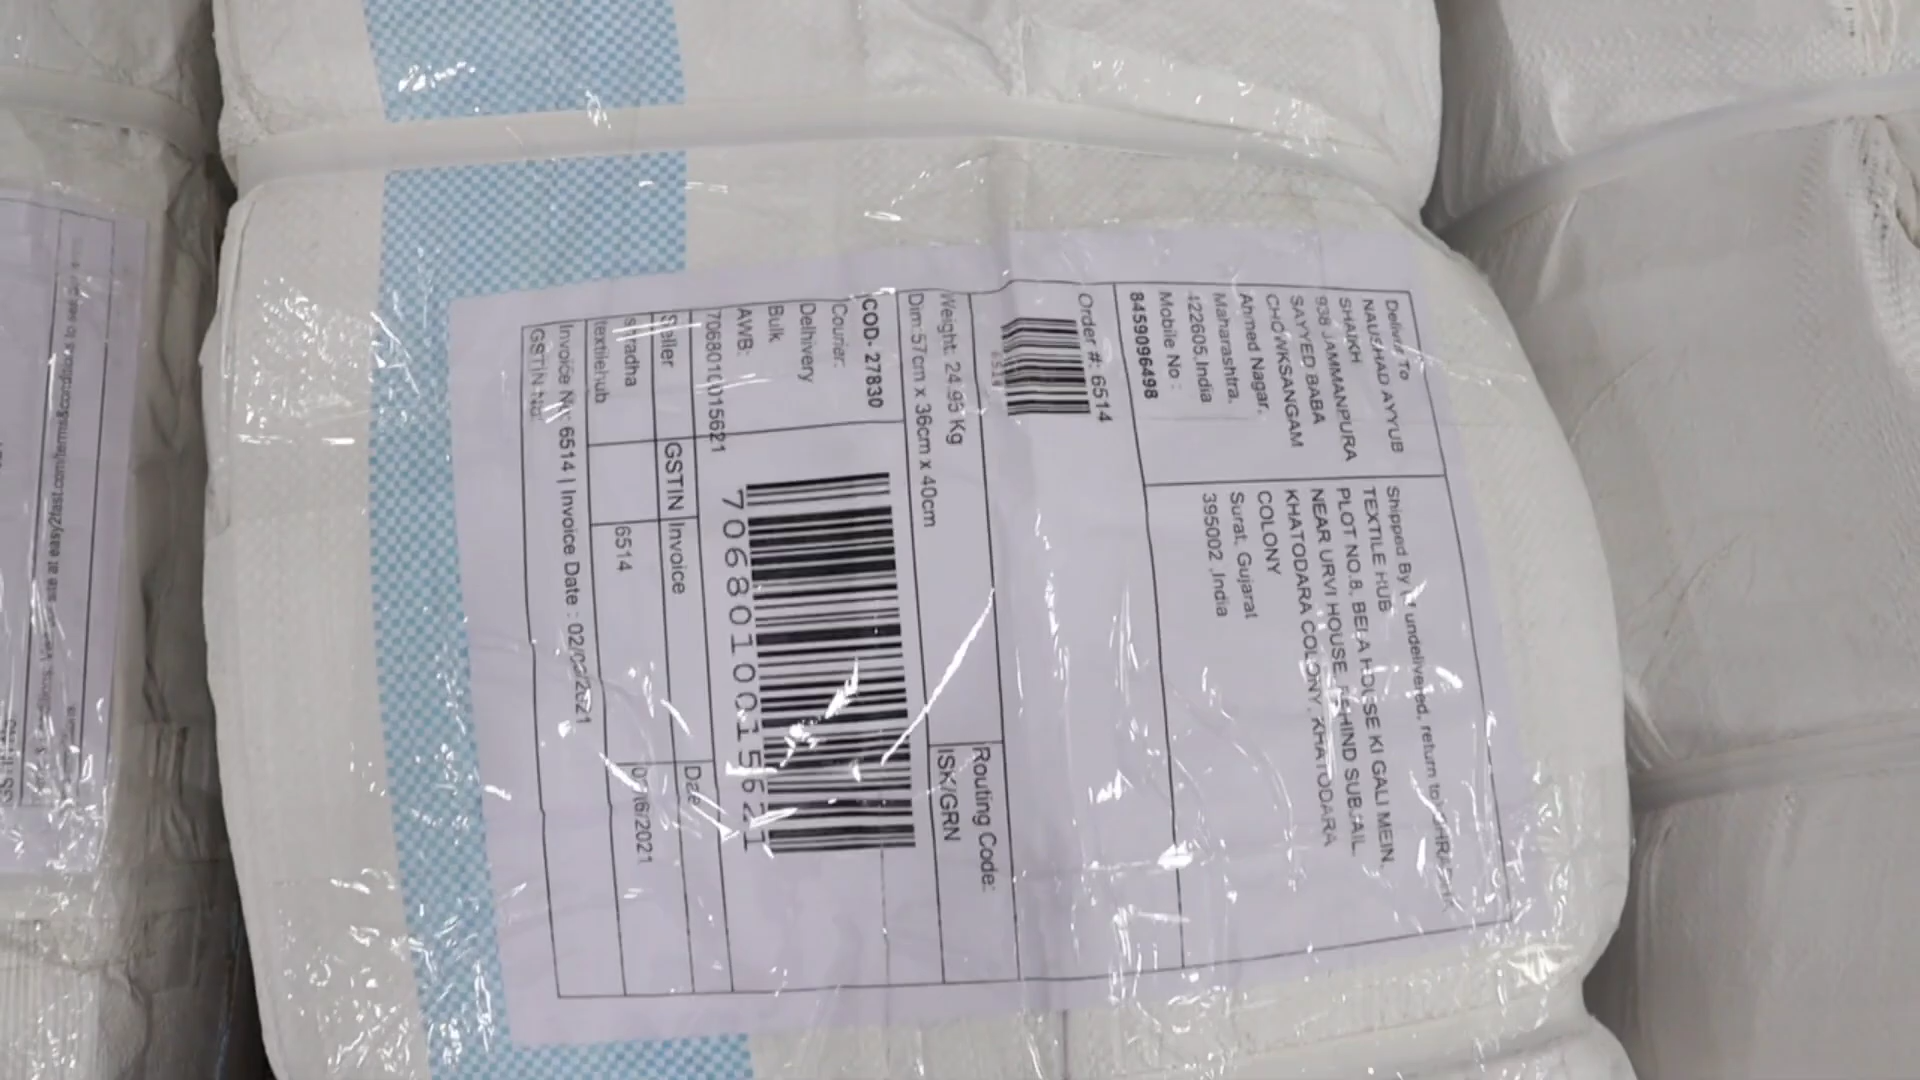 Deliver To
NAUSHAD AYYUB
SHAIKH
938 JAMMANPURA
SAYYED BABA
CHOWKSANGAM
Ahmed Nagar,
Maharashtra,
422605,India
Mobile No :
8459096498
Shipped By (If undelivered, return to)
TEXTILE HUB
PLOT NO.8, BELA HOUSE KI GALI MEIN,
NEAR URVI HOUSE, BEHIND SUBJAIL,
KHATODARA COLONY, KHATODARA
COLONY
Surat, Gujarat
395002 ,India
Order #: 6514
6514
Weight: 24.95 Kg
Dim:57cm x 36cm x 40cm
Routing Code:
ISK/GRN
COD- 27830
Courier:
Delhivery
Bulk
AWB:
7068010015621
7068010015621
Seller GSTIN Invoice Date
shradha
textilehub
6514
Invoice No: 6514 | Invoice Date :
GSTIN No: